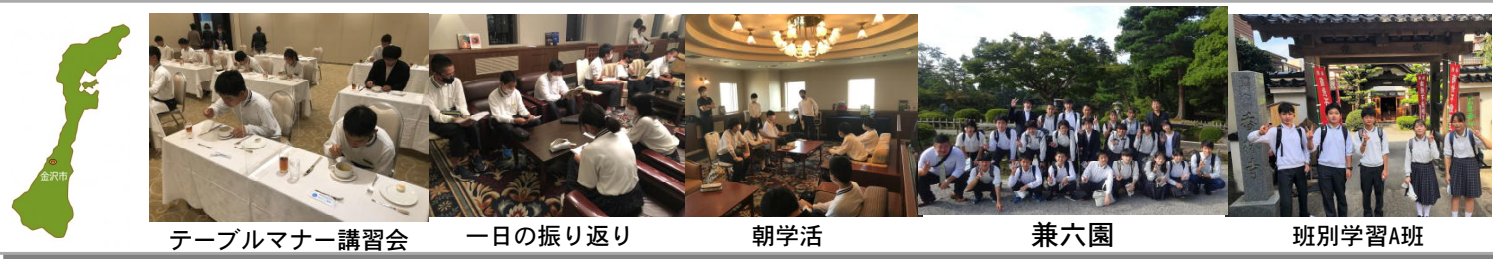 金沢市
テーブルマナー講習会
一日の振り返り
朝学活
兼六園
班別学習A班